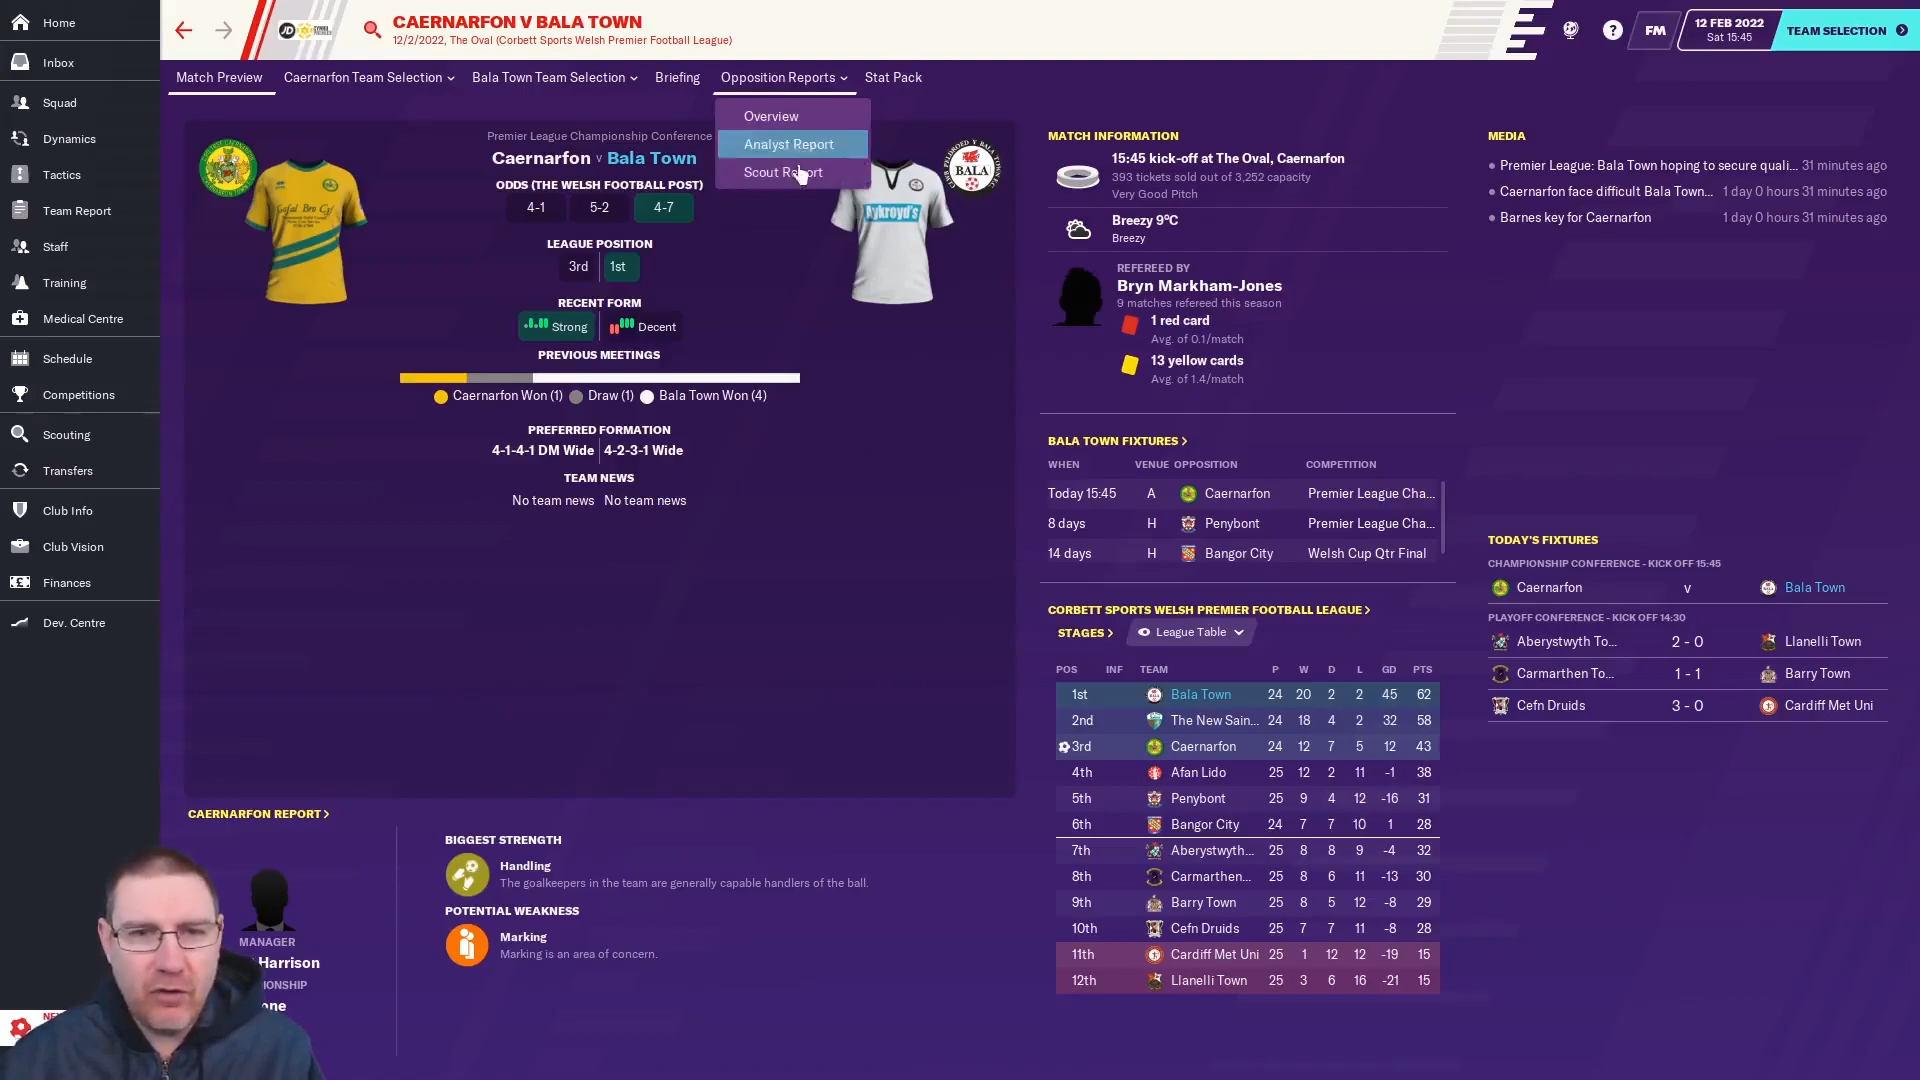 Home
Inbox
Squad
Dynamics
Tactics
Team Report
Staff
Training
Medical Centre
Schedule
Competitions
Scouting
Transfers
Club Info
Club Vision
Finances
Dev. Centre
JD
CAERNARFON V BALA TOWN
12/2/2022, The Oval (Corbett Sports Welsh Premier Football League)
FM
12 FEB 2022
Sat 15:45
TEAM SELECTION
Match Preview Caernarfon Team Selection Bala Town Team Selection Briefing Opposition Reports Stat Pack
Overview
Analyst Report
Scout Report
Premier League Championship Conference
Caernarfon v Bala Town
ODDS (THE WELSH FOOTBALL POST)
4-1 5-2 4-7
LEAGUE POSITION
3rd 1st
RECENT FORM
Strong Decent
PREVIOUS MEETINGS
Caernarfon Won (1) Draw (1) Bala Town Won (4)
PREFERRED FORMATION
4-1-4-1 DM Wide 4-2-3-1 Wide
TEAM NEWS
No team news No team news
Gofal Bro Cyf
Aykroyd's
BALA
MATCH INFORMATION
15:45 kick-off at The Oval, Caernarfon
393 tickets sold out of 3,252 capacity
Very Good Pitch
Breezy 9°C
Breezy
REFEREED BY
Bryn Markham-Jones
9 matches refereed this season
1 red card
Avg. of 0.1/match
13 yellow cards
Avg. of 1.4/match
BALA TOWN FIXTURES >
WHEN VENUE OPPOSITION COMPETITION
Today 15:45 A Caernarfon Premier League Cha...
8 days H Penybont Premier League Cha...
14 days H Bangor City Welsh Cup Qtr Final
CORBETT SPORTS WELSH PREMIER FOOTBALL LEAGUE >
STAGES > League Table
POS INF TEAM P W D L GD PTS
1st Bala Town 24 20 2 2 45 62
2nd The New Sain... 24 18 4 2 32 58
3rd Caernarfon 24 12 7 5 12 43
4th Afan Lido 25 12 2 11 -1 38
5th Penybont 25 9 4 12 -16 31
6th Bangor City 24 7 7 10 1 28
7th Aberystwyth... 25 8 8 9 -4 32
8th Carmarthen... 25 8 6 11 -13 30
9th Barry Town 25 8 5 12 -8 29
10th Cefn Druids 25 7 7 11 -8 28
11th Cardiff Met Uni 25 1 12 12 -19 15
12th Llanelli Town 25 3 6 16 -21 15
MEDIA
Premier League: Bala Town hoping to secure quali... 31 minutes ago
Caernarfon face difficult Bala Town... 1 day 0 hours 31 minutes ago
Barnes key for Caernarfon 1 day 0 hours 31 minutes ago
TODAY'S FIXTURES
CHAMPIONSHIP CONFERENCE - KICK OFF 15:45
Caernarfon v Bala Town
PLAYOFF CONFERENCE - KICK OFF 14:30
Aberystwyth To... 2 - 0 Llanelli Town
Carmarthen To... 1 - 1 Barry Town
Cefn Druids 3 - 0 Cardiff Met Uni
CAERNARFON REPORT >
MANAGER
Harrison
BIGGEST STRENGTH
Handling
The goalkeepers in the team are generally capable handlers of the ball.
POTENTIAL WEAKNESS
Marking
Marking is an area of concern.